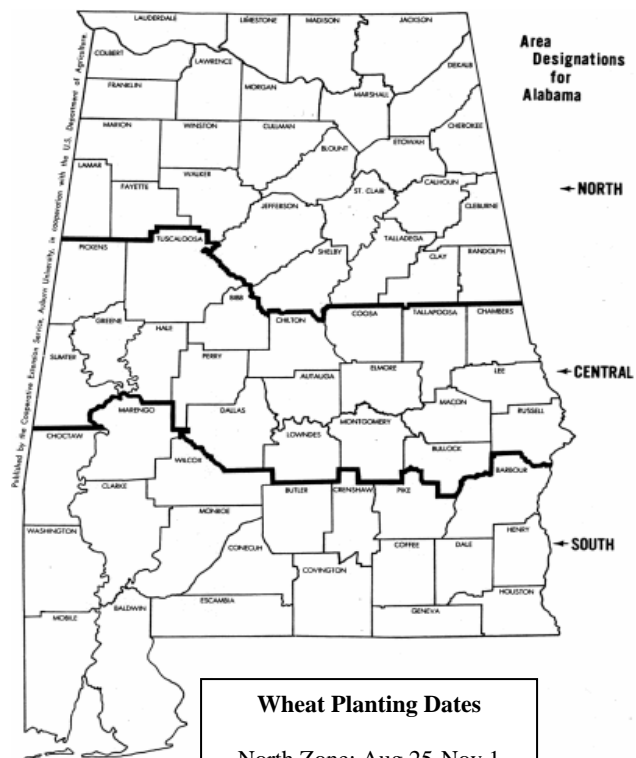 Area
Designations
for
Alabama
LAUDERDALE
LIMESTONE
MADISON
JACKSON
COLBERT
LAWRENCE
DEKALB
FRANKLIN
MORGAN
MARSHALL
MARION
WINSTON
CULLMAN
CHEROKEE
BLOUNT
ETOWAH
LAMAR
WALKER
FAYETTE
ST. CLAIR
CALHOUN
← NORTH
JEFFERSON
CLEBURNE
TUSCALOOSA
TALLADEGA
PICKENS
SHELBY
CLAY
RANDOLPH
BIBB
GREENE
HALE
CHILTON
COOSA
TALLAPOOSA
CHAMBERS
SUMTER
PERRY
ELMORE
LEE
← CENTRAL
AUTAUGA
MARENGO
DALLAS
MACON
RUSSELL
CHOCTAW
LOWNDES
MONTGOMERY
BULLOCK
WILCOX
BARBOUR
CLARKE
BUTLER
CRENSHAW
PIKE
MONROE
WASHINGTON
HENRY
CONECUH
COFFEE
DALE
← SOUTH
COVINGTON
HOUSTON
ESCAMBIA
BALDWIN
GENEVA
MOBILE
Published by the Cooperative Extension Service, Auburn University, in cooperation with the U.S. Department of Agriculture.
Wheat Planting Dates
North Zone: Aug 25-Nov 1